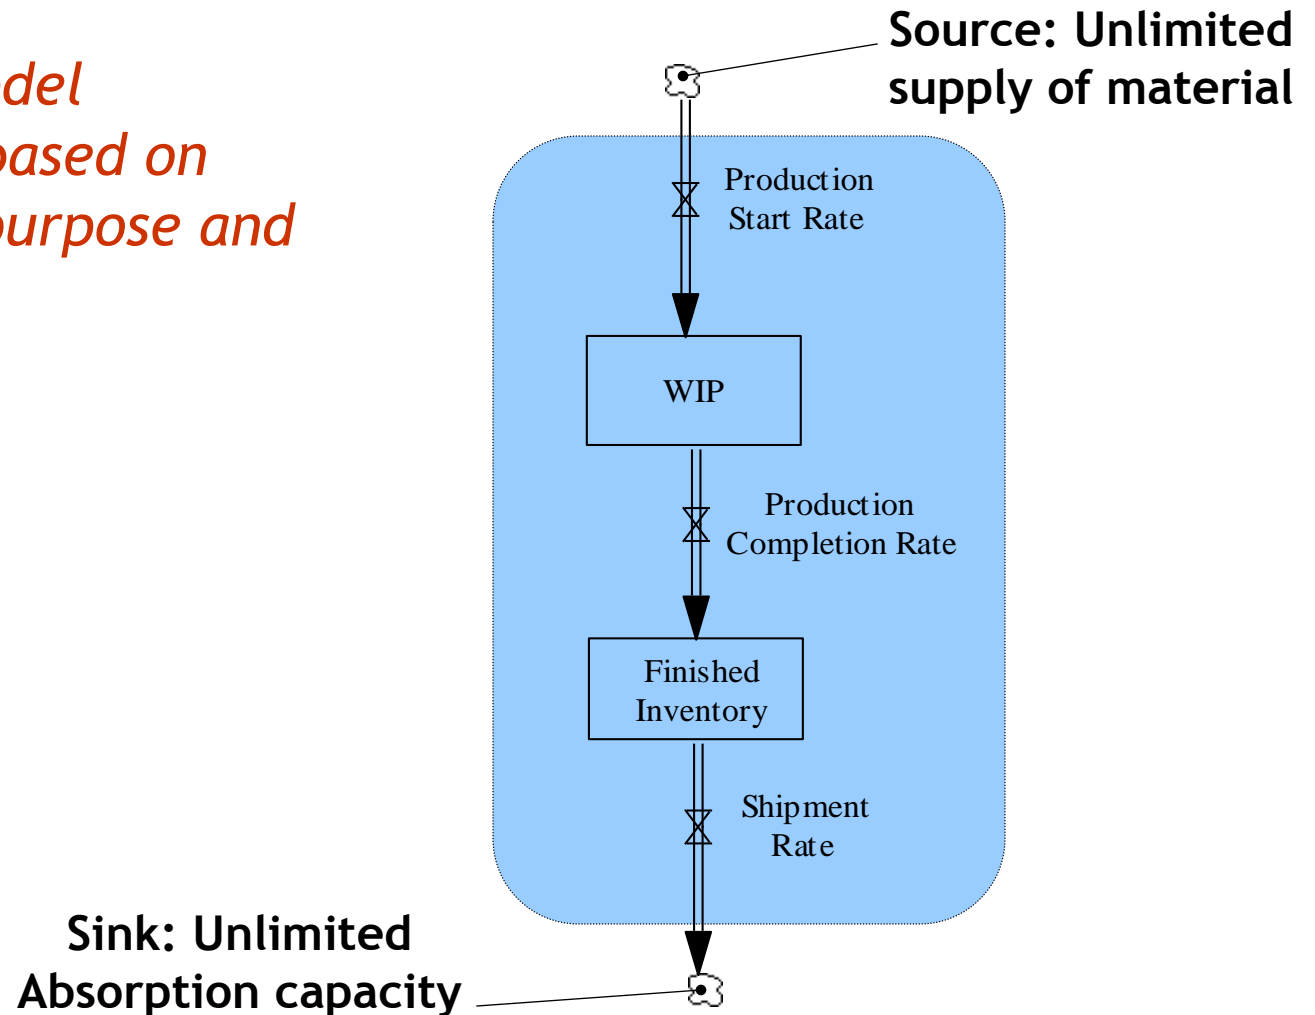 Source: Unlimited
supply of material
del
based on
purpose and
Production
Start Rate
WIP
Production
Completion Rate
Finished
Inventory
Shipment
Rate
Sink: Unlimited
Absorption capacity